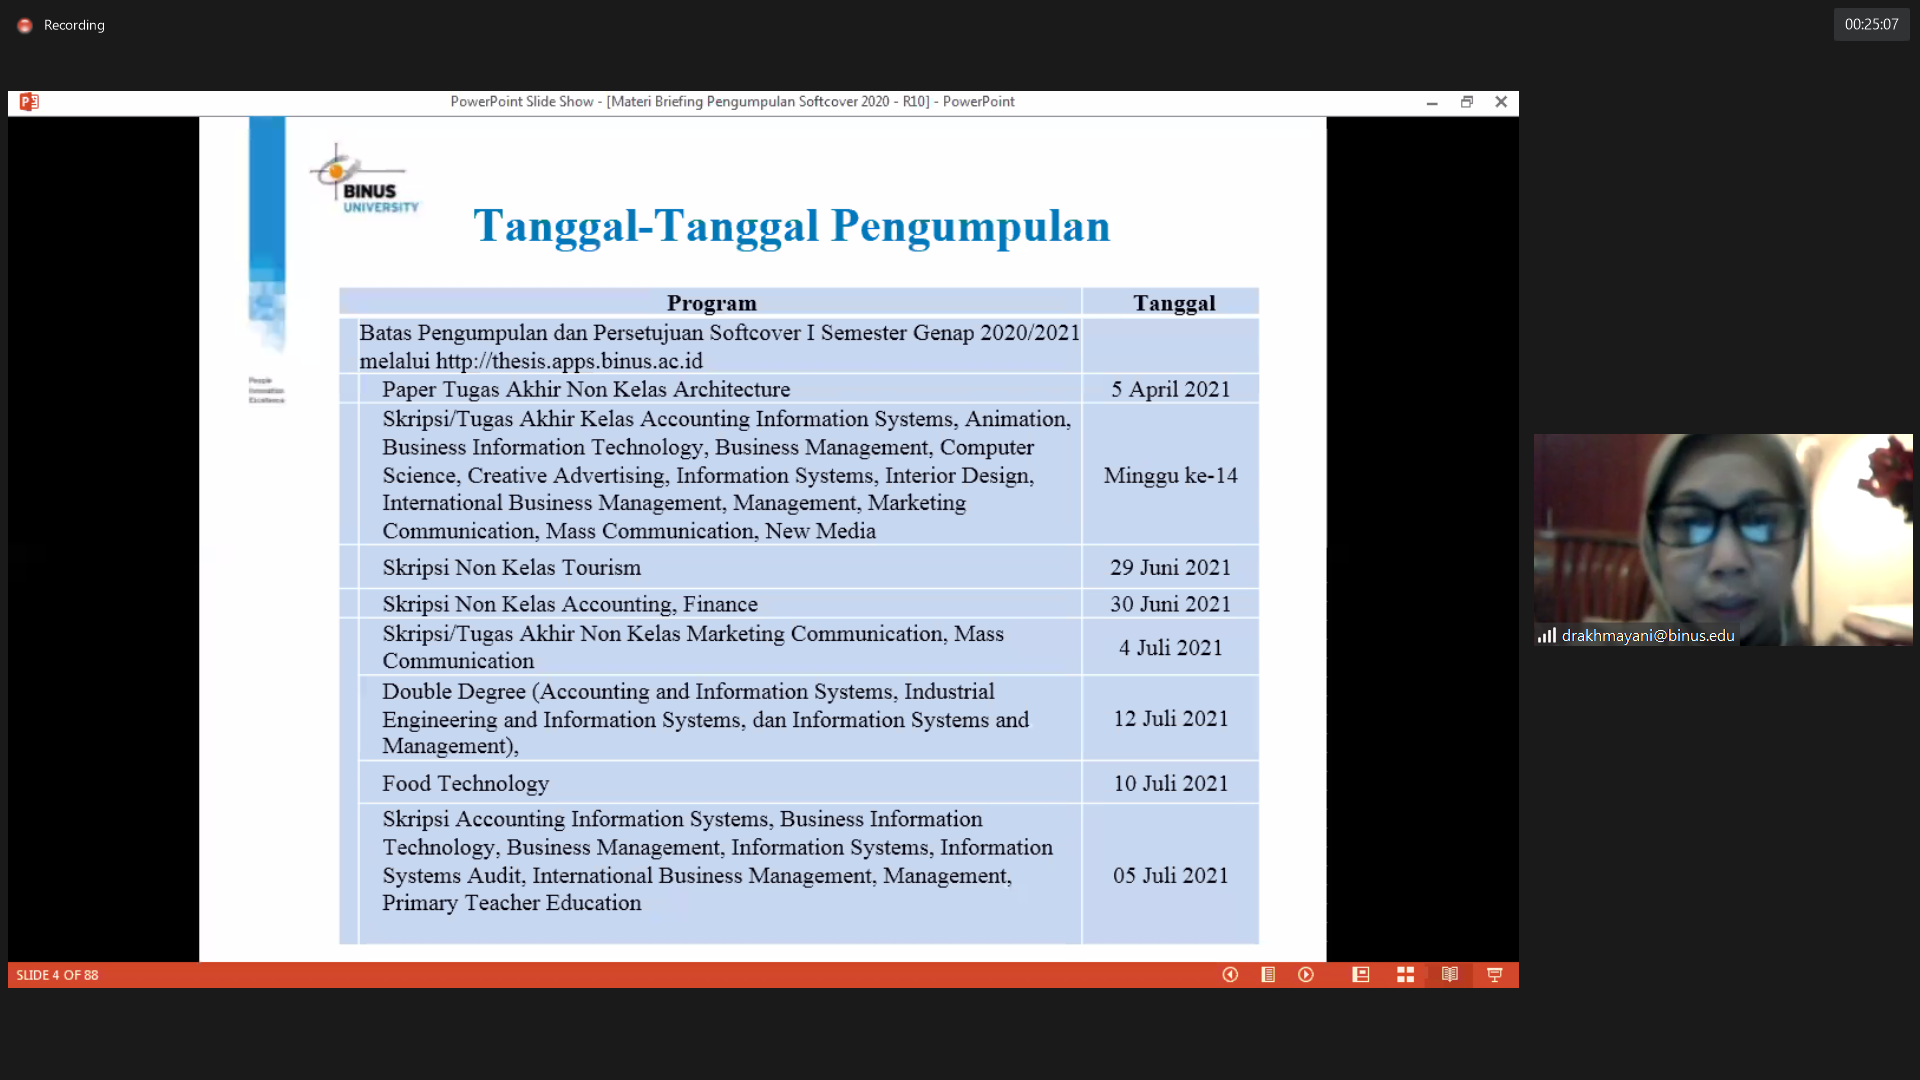 Recording
00:25:07
PowerPoint Slide Show - [Materi Briefing Pengumpulan Softcover 2020 - R10] - PowerPoint
BINUS
UNIVERSITY
Tanggal-Tanggal Pengumpulan
People
Innovation
Excellence
Program
Tanggal
Batas Pengumpulan dan Persetujuan Softcover I Semester Genap 2020/2021
melalui http://thesis.apps.binus.ac.id
Paper Tugas Akhir Non Kelas Architecture
5 April 2021
Skripsi/Tugas Akhir Kelas Accounting Information Systems, Animation,
Business Information Technology, Business Management, Computer
Science, Creative Advertising, Information Systems, Interior Design,
International Business Management, Management, Marketing
Communication, Mass Communication, New Media
Minggu ke-14
Skripsi Non Kelas Tourism
29 Juni 2021
Skripsi Non Kelas Accounting, Finance
30 Juni 2021
Skripsi/Tugas Akhir Non Kelas Marketing Communication, Mass
Communication
4 Juli 2021
Double Degree (Accounting and Information Systems, Industrial
Engineering and Information Systems, dan Information Systems and
Management),
12 Juli 2021
Food Technology
10 Juli 2021
Skripsi Accounting Information Systems, Business Information
Technology, Business Management, Information Systems, Information
Systems Audit, International Business Management, Management,
Primary Teacher Education
05 Juli 2021
drakhmayani@binus.edu
SLIDE 4 OF 88